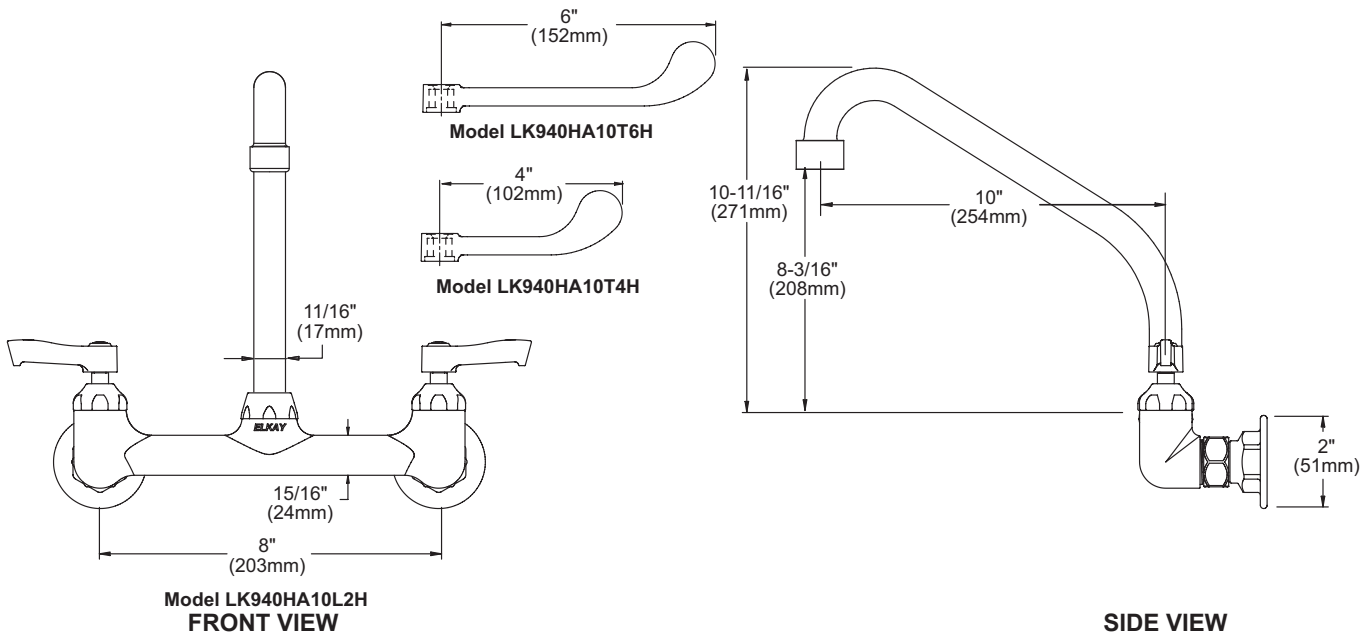 6"
(152mm)
Model LK940HA10T6H
4"
(102mm)
Model LK940HA10T4H
11/16"
(17mm)
ELKAY
15/16"
(24mm)
8"
(203mm)
Model LK940HA10L2H
FRONT VIEW
10-11/16"
(271mm)
10"
(254mm)
8-3/16"
(208mm)
2"
(51mm)
SIDE VIEW